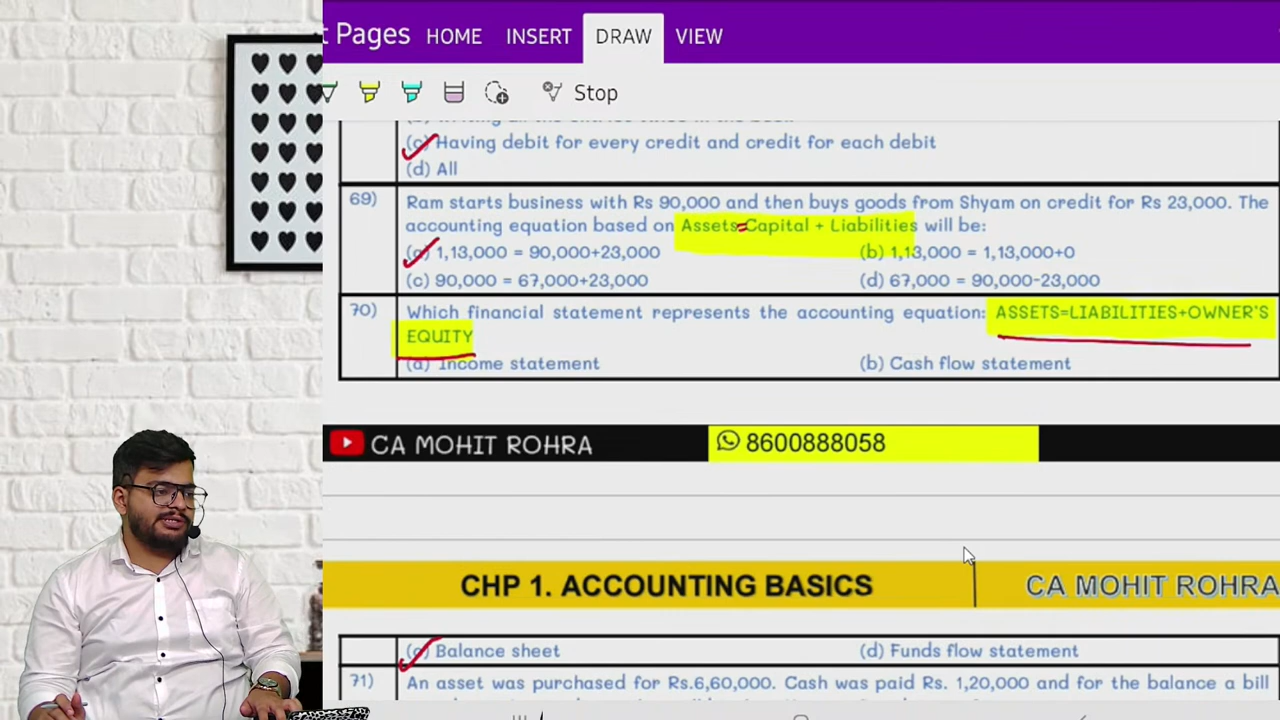 t Pages HOME INSERT DRAW VIEW
Stop
(c) Having debit for every credit and credit for each debit
(d) All
69) Ram starts business with Rs 90,000 and then buys goods from Shyam on credit for Rs 23,000. The
accounting equation based on Assets=Capital + Liabilities will be:
(a) 1,13,000 = 90,000+23,000 (b) 1,13,000 = 1,13,000+0
(c) 90,000 = 67,000+23,000 (d) 67,000 = 90,000-23,000
70) Which financial statement represents the accounting equation: ASSETS=LIABILITIES+OWNER'S
EQUITY
(a) Income statement (b) Cash flow statement
CA MOHIT ROHRA 8600888058
CHP 1. ACCOUNTING BASICS CA MOHIT ROHRA
(c) Balance sheet (d) Funds flow statement
71) An asset was purchased for Rs.6,60,000. Cash was paid Rs. 1,20,000 and for the balance a bill